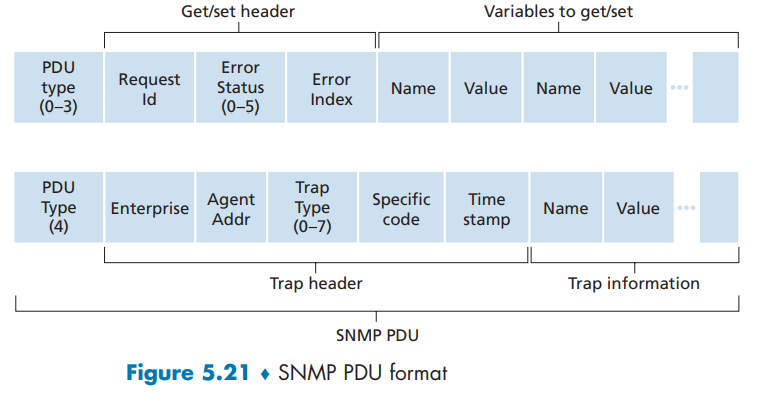 Get/set header
Variables to get/set
PDU
type
(0–3)
Request
Id
Error
Status
(0–5)
Error
Index
Name
Value
Name
Value
PDU
Type
(4)
Enterprise
Agent
Addr
Trap
Type
(0–7)
Specific
code
Time
stamp
Name
Value
Trap header
Trap information
SNMP PDU
Figure 5.21 ♦ SNMP PDU format